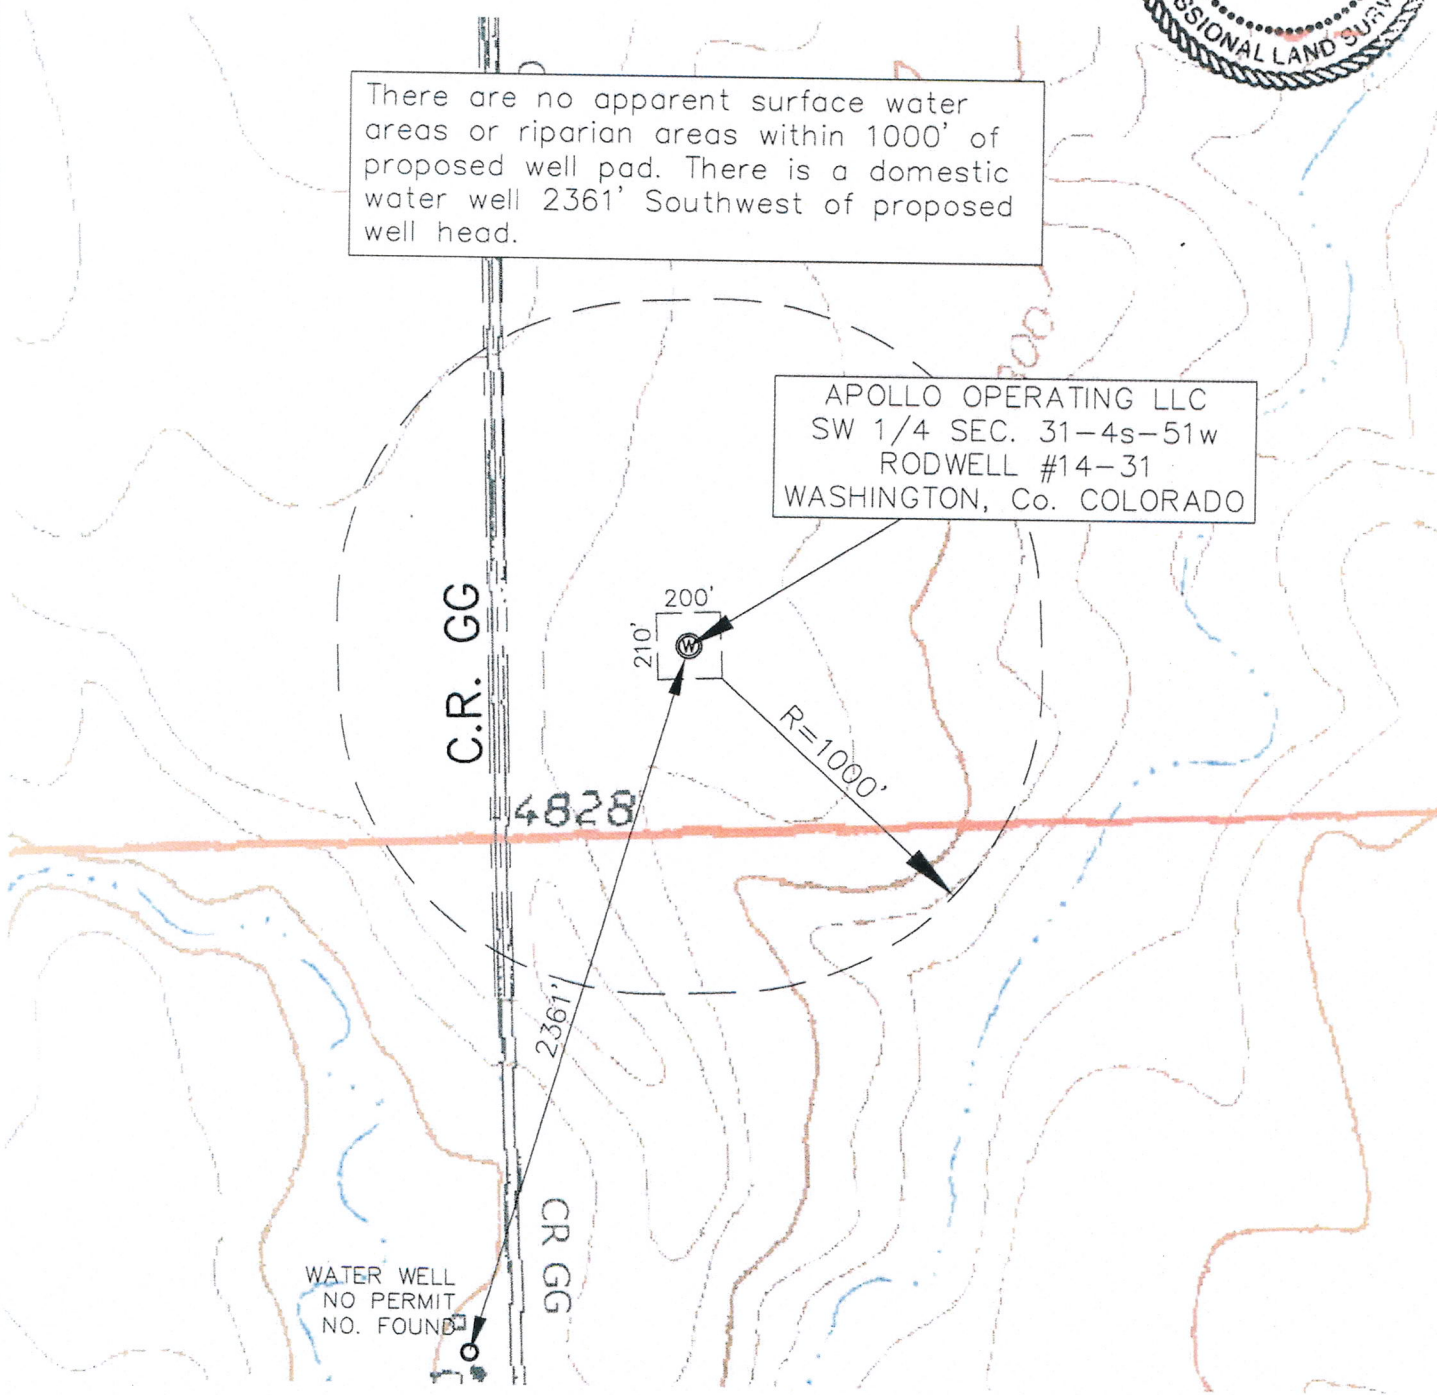 SSIONAL LAND SURV
There are no apparent surface water
areas or riparian areas within 1000' of
proposed well pad. There is a domestic
water well 2361' Southwest of proposed
well head.
APOLLO OPERATING LLC
SW 1/4 SEC. 31-4s-51w
RODWELL #14-31
WASHINGTON, Co. COLORADO
200'
210'
W
C.R. GG
R=1000'
4828
2361'
CR GG
WATER WELL
NO PERMIT
NO. FOUND